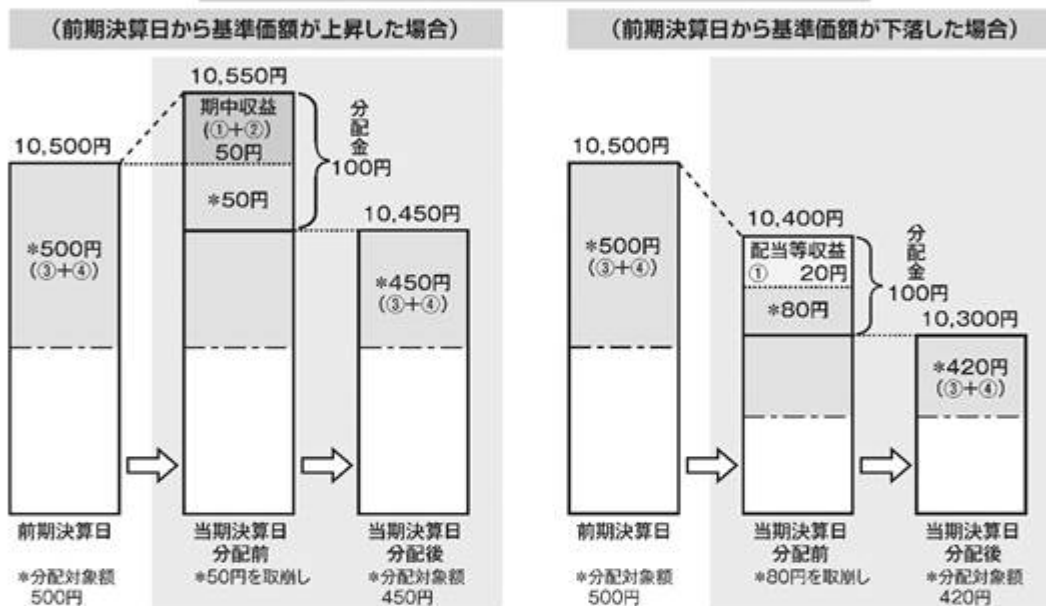 (前期決算日から基準価額が上昇した場合)
10,550円
期中収益
(①+②)
50円
*50円
分配金
100円
10,500円
*500円
(③+④)
10,450円
*450円
(③+④)
前期決算日
当期決算日
分配前
当期決算日
分配後
*分配対象額
500円
*50円を取崩し
*分配対象額
450円
(前期決算日から基準価額が下落した場合)
10,500円
*500円
(③+④)
10,400円
配当等収益
① 20円
*80円
分配金
100円
10,300円
*420円
(③+④)
前期決算日
当期決算日
分配前
当期決算日
分配後
*分配対象額
500円
*80円を取崩し
*分配対象額
420円